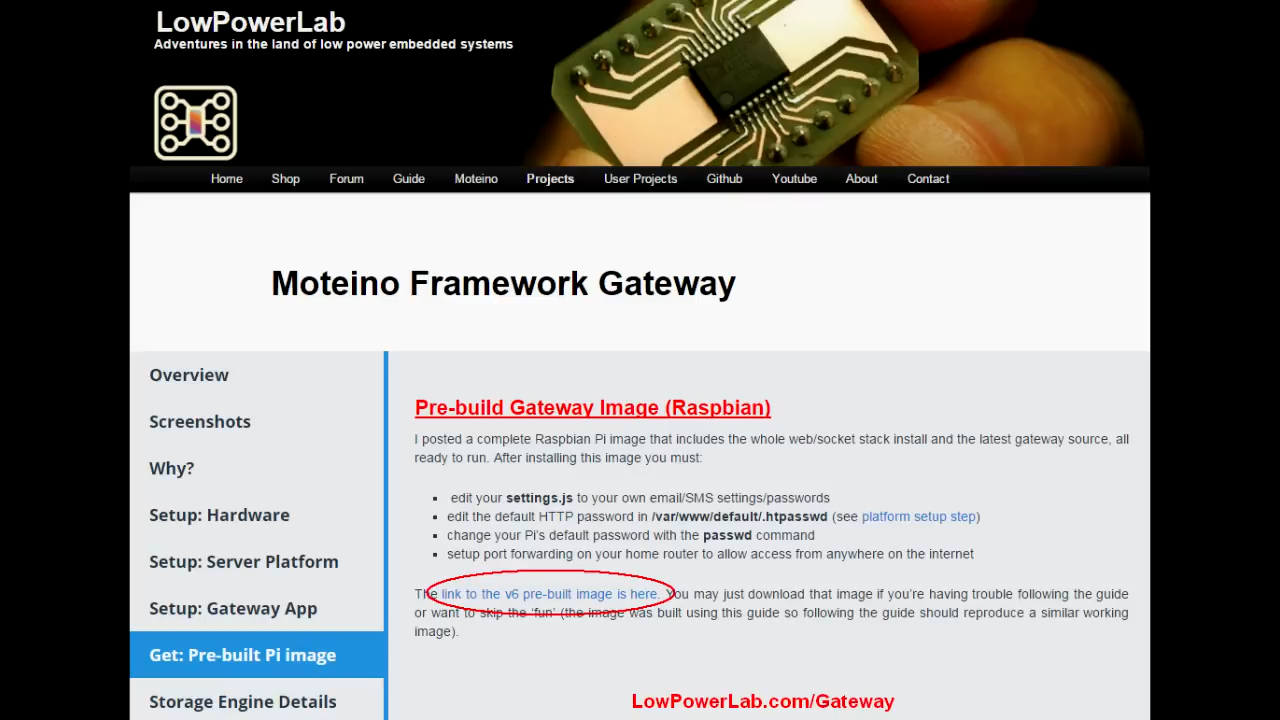 LowPowerLab
Adventures in the land of low power embedded systems
Home Shop Forum Guide Moteino Projects User Projects Github Youtube About Contact
Moteino Framework Gateway
Overview
Screenshots
Why?
Setup: Hardware
Setup: Server Platform
Setup: Gateway App
Get: Pre-built Pi image
Storage Engine Details
Pre-build Gateway Image (Raspbian)
I posted a complete Raspbian Pi image that includes the whole web/socket stack install and the latest gateway source, all
ready to run. After installing this image you must:
▪ edit your settings.js to your own email/SMS settings/passwords
▪ edit the default HTTP password in /var/www/default/.htpasswd (see platform setup step)
▪ change your Pi's default password with the passwd command
▪ setup port forwarding on your home router to allow access from anywhere on the internet
The link to the v6 pre-built image is here. You may just download that image if you're having trouble following the guide
or want to skip the 'fun' (the image was built using this guide so following the guide should reproduce a similar working
image).
LowPowerLab.com/Gateway